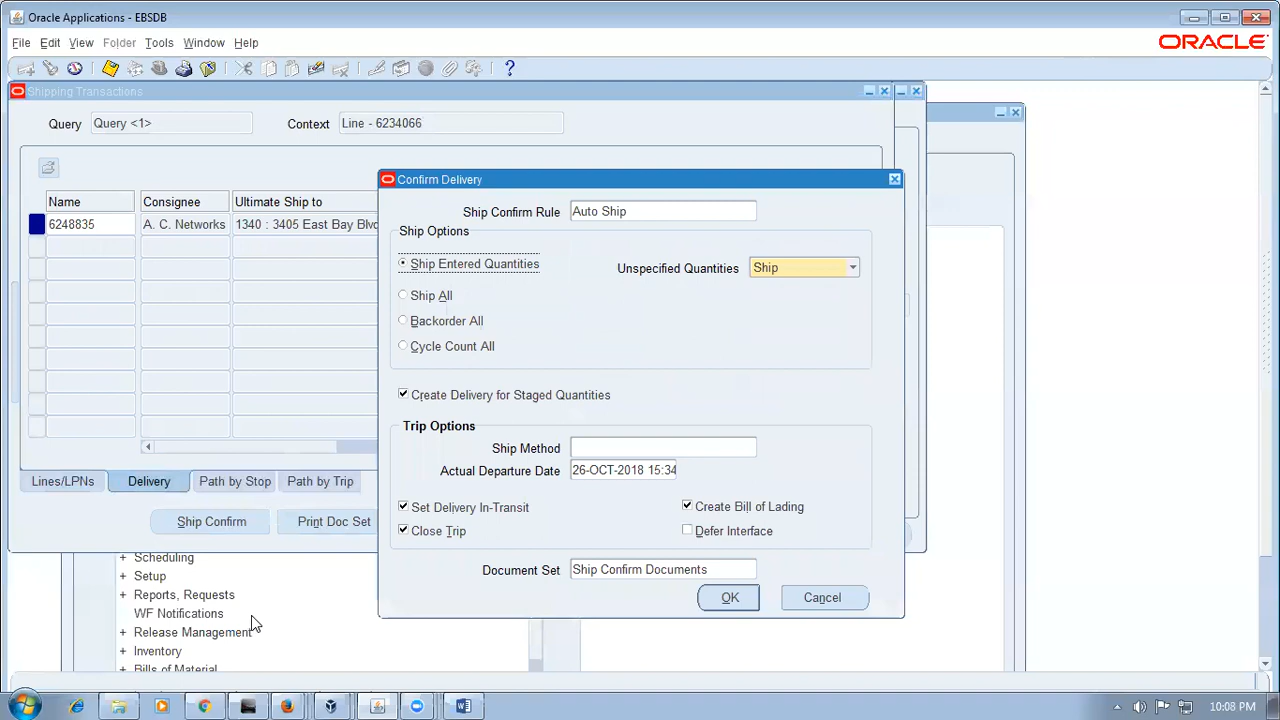 Oracle Applications - EBSDB
File Edit View Folder Tools Window Help
ORACLE
Shipping Transactions
Query Query <1> Context Line - 6234066
Name Consignee Ultimate Ship to
6248835 A. C. Networks 1340 : 3405 East Bay Blvd
Lines/LPNs Delivery Path by Stop Path by Trip
Ship Confirm Print Doc Set
Confirm Delivery
Ship Confirm Rule Auto Ship
Ship Options
Ship Entered Quantities Unspecified Quantities Ship
Ship All
Backorder All
Cycle Count All
Create Delivery for Staged Quantities
Trip Options
Ship Method
Actual Departure Date 26-OCT-2018 15:34
Set Delivery In-Transit Create Bill of Lading
Close Trip Defer Interface
Document Set Ship Confirm Documents
OK Cancel
+ Scheduling
+ Setup
+ Reports, Requests
WF Notifications
+ Release Management
+ Inventory
+ Bills of Material
10:08 PM